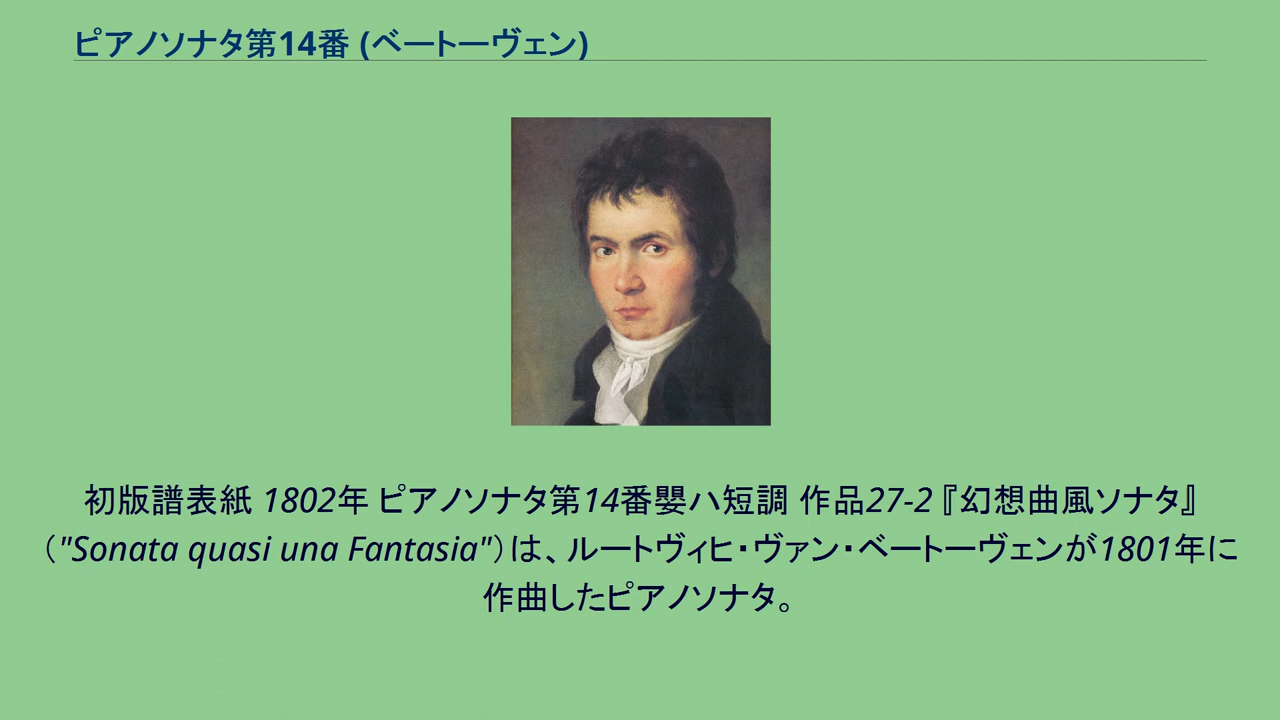 ピアノソナタ第14番 (ベートーヴェン)
初版譜表紙 1802年 ピアノソナタ第14番嬰ハ短調 作品27-2『幻想曲風ソナタ』
（"Sonata quasi una Fantasia"）は、ルートヴィヒ・ヴァン・ベートーヴェンが1801年に
作曲したピアノソナタ。